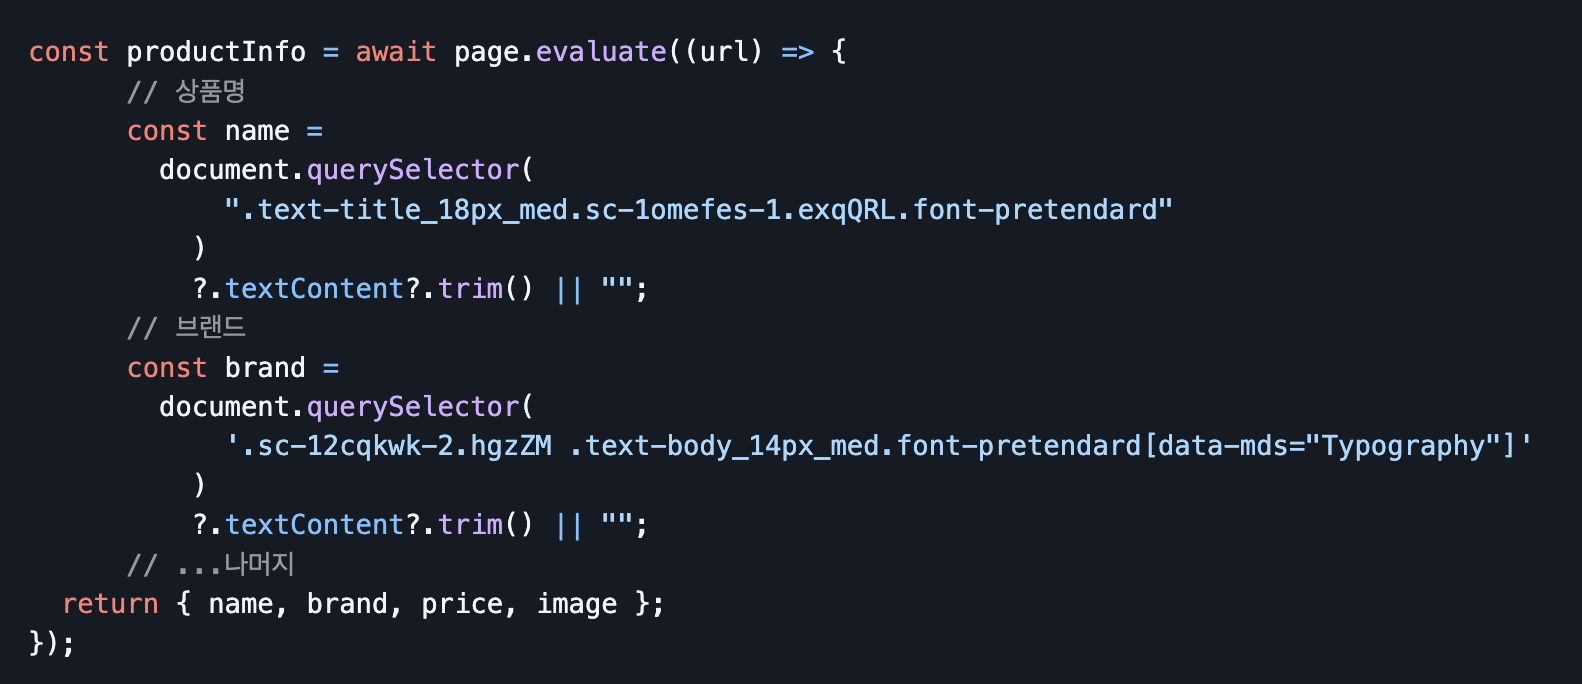 const productInfo = await page.evaluate((url) => {
// 상품명
const name =
document.querySelector(
".text-title_18px_med.sc-1omefes-1.exqQRL.font-pretendard"
)
?.textContent?.trim() || "";
// 브랜드
const brand =
document.querySelector(
'.sc-12cqkwk-2.hgzZM .text-body_14px_med.font-pretendard[data-mds="Typography"]'
)
?.textContent?.trim() || "";
// ...나머지
return { name, brand, price, image };
});